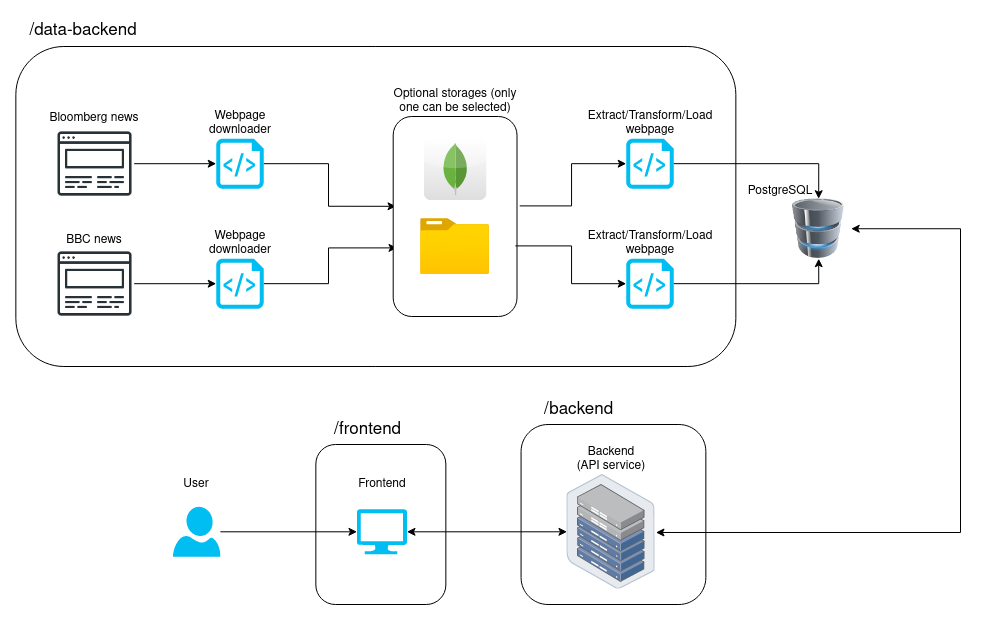 /data-backend
Bloomberg news
Webpage
downloader
Optional storages (only
one can be selected)
Extract/Transform/Load
webpage
</>
</>
PostgreSQL
BBC news
Webpage
downloader
Extract/Transform/Load
webpage
</>
</>
/frontend
/backend
User
Frontend
Backend
(API service)